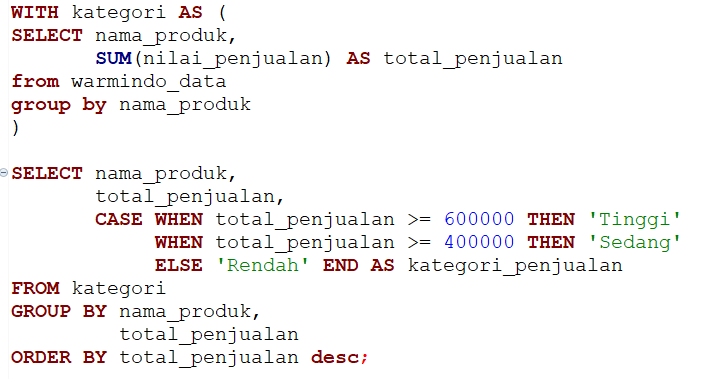 WITH kategori AS (
SELECT nama_produk,
       SUM(nilai_penjualan) AS total_penjualan
from warmindo_data
group by nama_produk
)
SELECT nama_produk,
       total_penjualan,
       CASE WHEN total_penjualan >= 600000 THEN 'Tinggi'
            WHEN total_penjualan >= 400000 THEN 'Sedang'
            ELSE 'Rendah' END AS kategori_penjualan
FROM kategori
GROUP BY nama_produk,
         total_penjualan
ORDER BY total_penjualan desc;